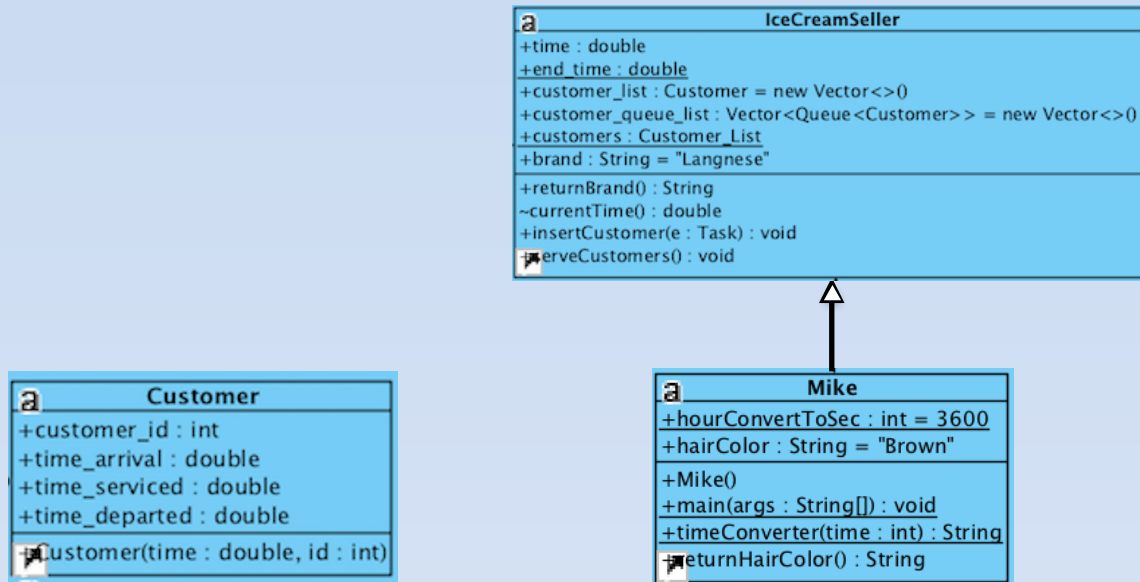 a
IceCreamSeller
+time : double
+end_time : double
+customer_list : Customer = new Vector<>()
+customer_queue_list : Vector<Queue<Customer>> = new Vector<>()
+customers : Customer_List
+brand : String = "Langnese"
+returnBrand() : String
~currentTime() : double
+insertCustomer(e : Task) : void
erveCustomers() : void
a
Customer
+customer_id : int
+time_arrival : double
+time_serviced : double
+time_departed : double
Customer(time : double, id : int)
a
Mike
+hourConvertToSec : int = 3600
+hairColor : String = "Brown"
+Mike()
+main(args : String[]) : void
+timeConverter(time : int) : String
eturnHairColor() : String